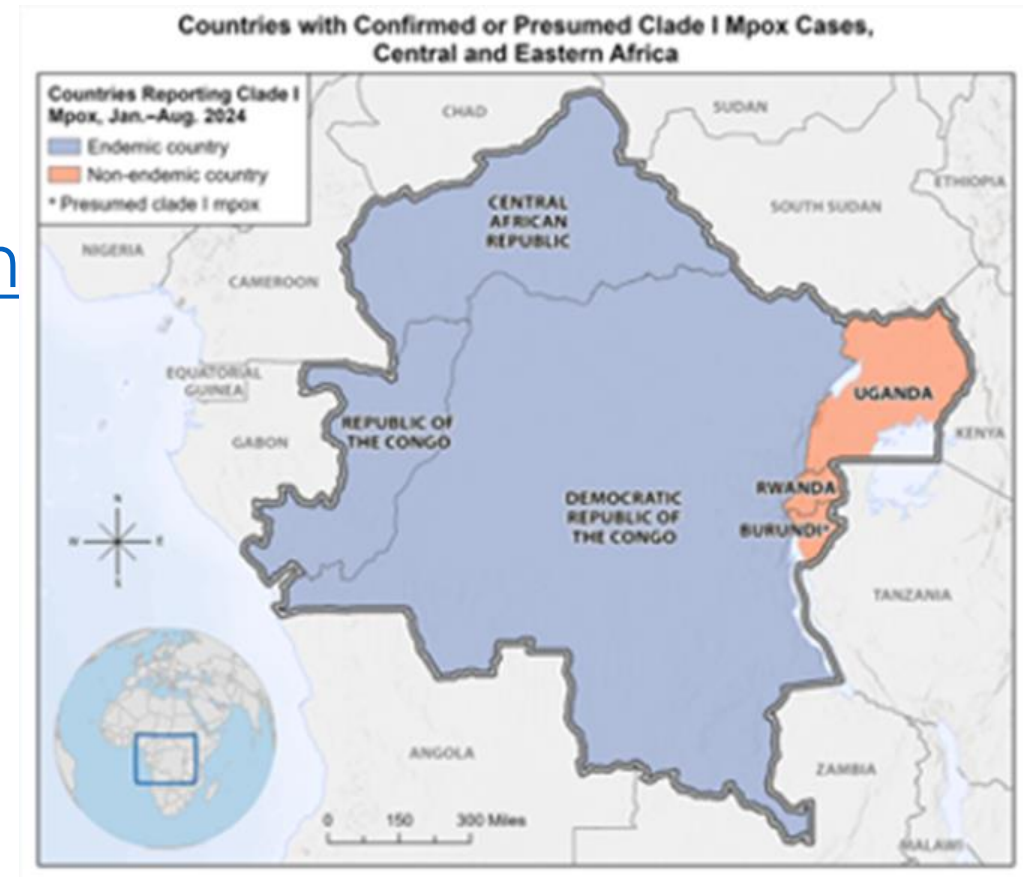 Countries with Confirmed or Presumed Clade I Mpox Cases,
Central and Eastern Africa
Countries Reporting Clade I
Mpox, Jan.–Aug. 2024
Endemic country
Non-endemic country
* Presumed clade I mpox
n
CHAD
SUDAN
ETHIOPIA
SOUTH SUDAN
CENTRAL
AFRICAN
REPUBLIC
NIGERIA
CAMEROON
EQUATORIAL
GUINEA
GABON
REPUBLIC OF
THE CONGO
UGANDA
KENYA
RWANDA
BURUNDI*
DEMOCRATIC
REPUBLIC OF
THE CONGO
N
W
E
S
TANZANIA
ANGOLA
ZAMBIA
MALAWI
0 150 300 Miles